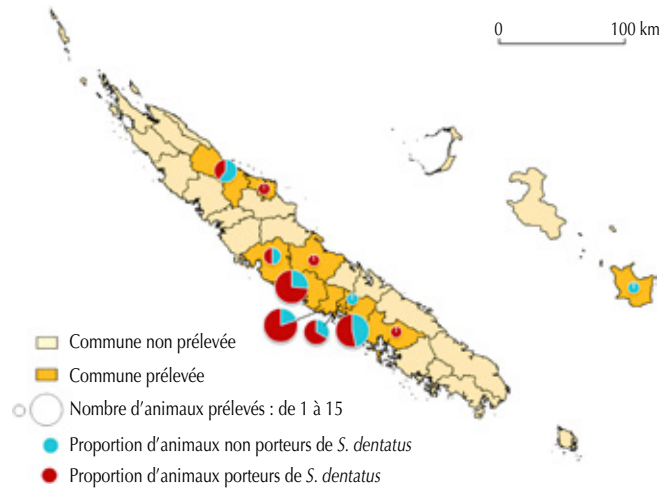 0 100 km
Commune non prélevée
Commune prélevée
Nombre d'animaux prélevés : de 1 à 15
Proportion d'animaux non porteurs de S. dentatus
Proportion d'animaux porteurs de S. dentatus